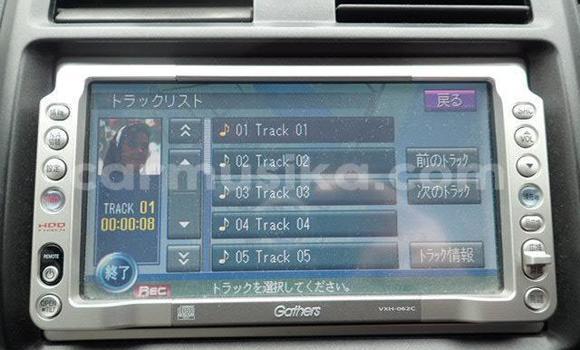 トラックリスト
戻る
01 Track 01
02 Track 02
前のトラック
03 Track 03
次のトラック
TRACK 01
04 Track 04
00:00:08
05 Track 05
トラック情報
終了
REC
トラックを選択してください。
HDD
REMOTE
OPEN
VOL
Gathers
VXH-062C
carmusika.com